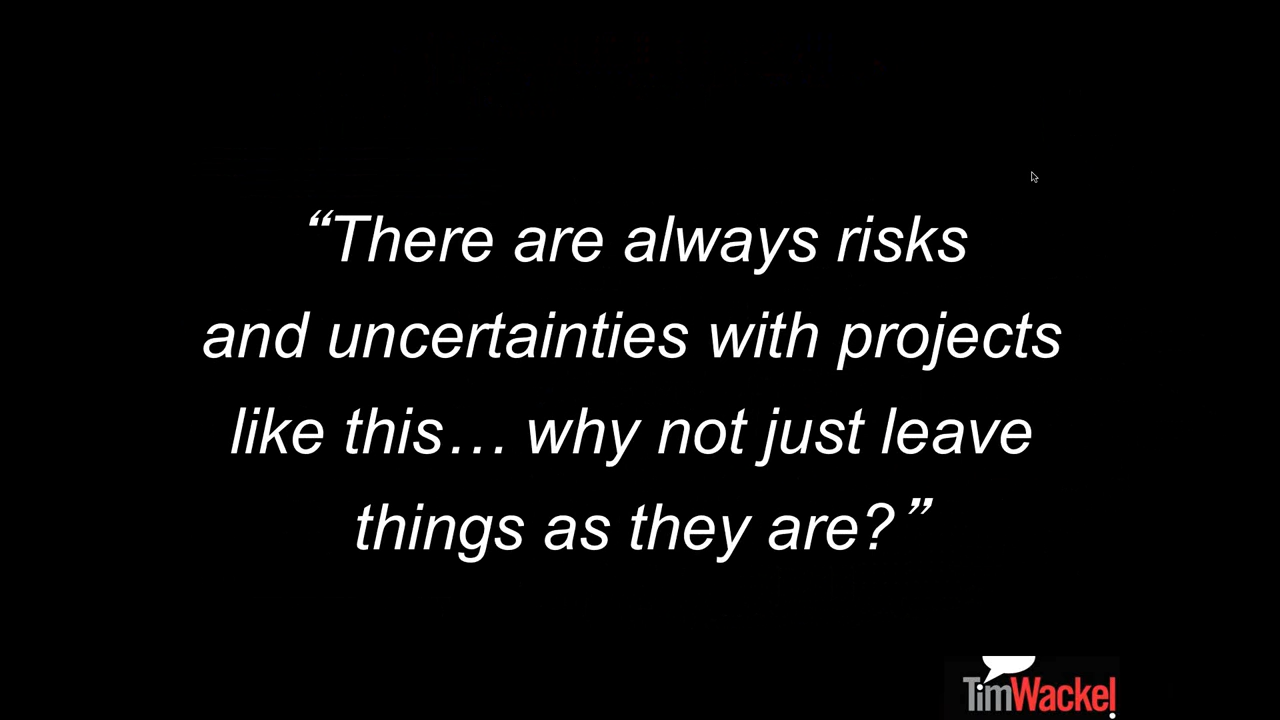 “There are always risks
and uncertainties with projects
like this… why not just leave
things as they are?”
TimWackel